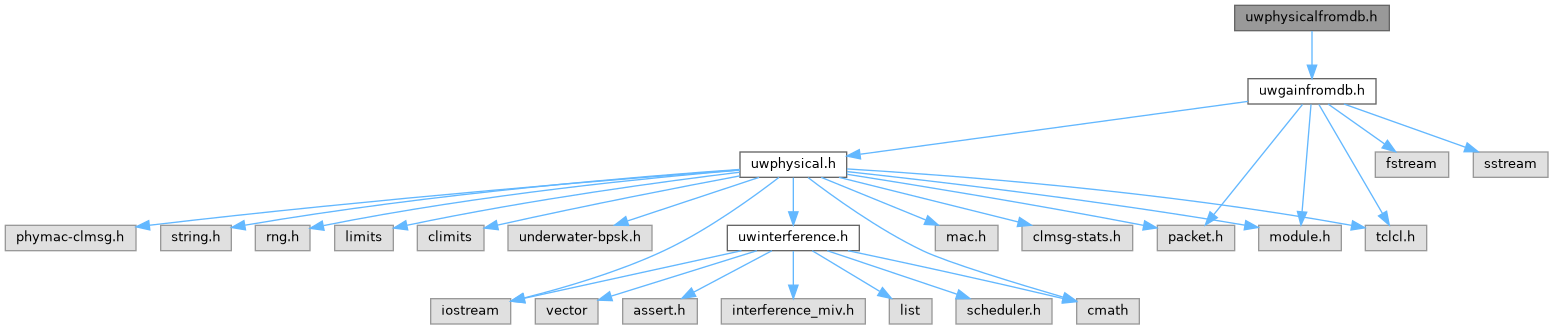 uwphysicalfromdb.h
uwgainfromdb.h
uwphysical.h
fstream
sstream
phymac-clmsg.h
string.h
rng.h
limits
climits
underwater-bpsk.h
uwinterference.h
mac.h
clmsg-stats.h
packet.h
module.h
tclcl.h
iostream
vector
assert.h
interference_miv.h
list
scheduler.h
cmath